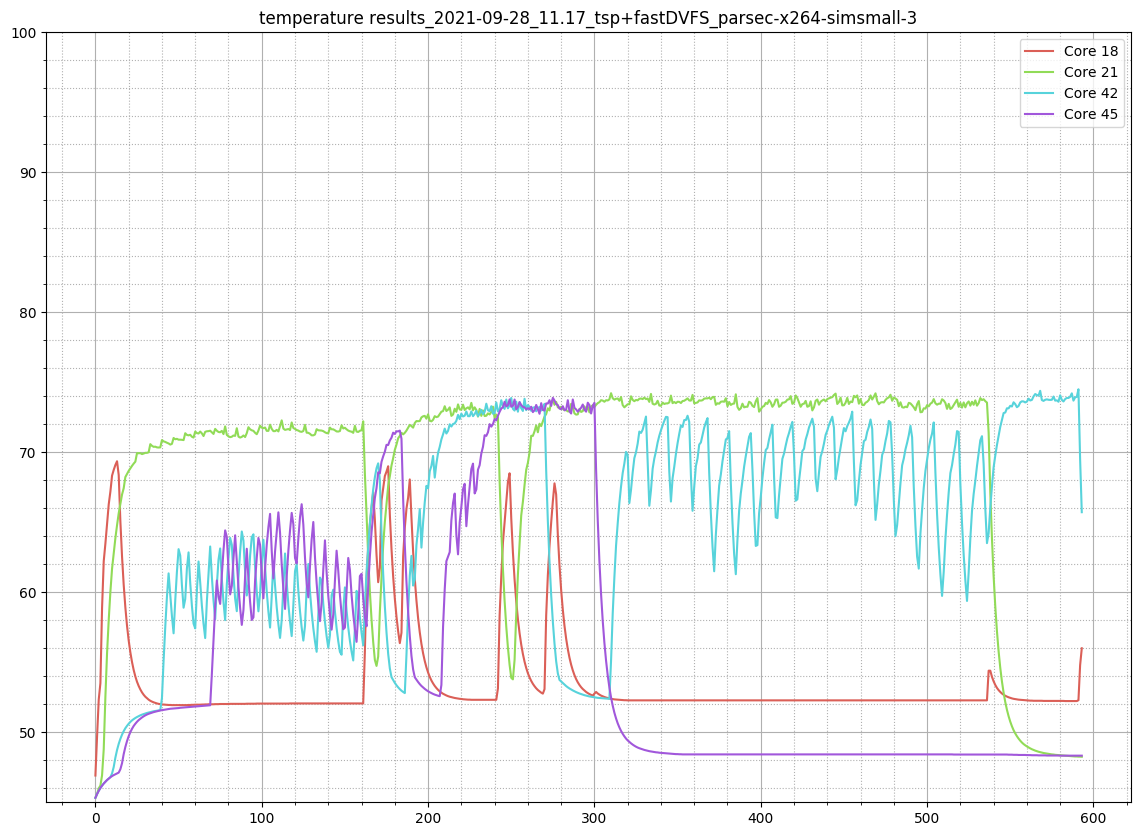 temperature results_2021-09-28_11.17_tsp+fastDVFS_parsec-x264-simsmall-3
Core 18
Core 21
Core 42
Core 45
100
90
80
70
60
50
0
100
200
300
400
500
600